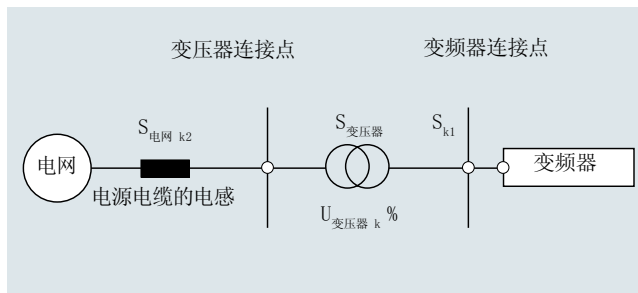 变压器连接点
变频器连接点
S电网 k2
S变压器
Sk1
电网
变频器
电源电缆的电感
U变压器 k %